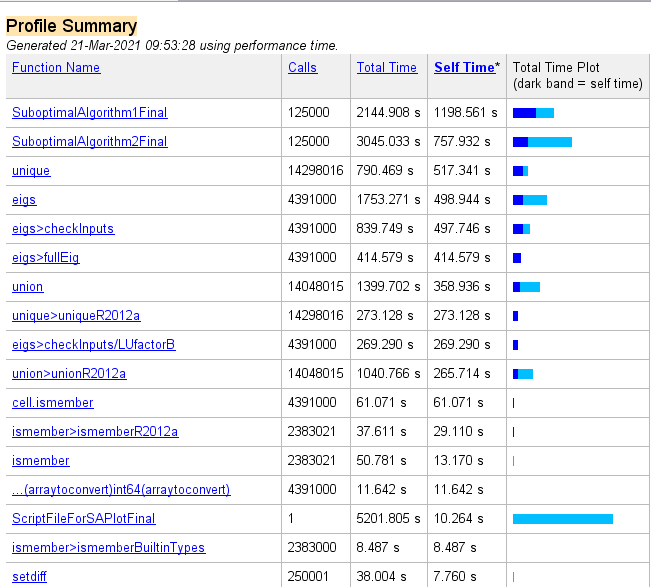 Profile Summary
Generated 21-Mar-2021 09:53:28 using performance time.
Function Name Calls Total Time Self Time* Total Time Plot
(dark band = self time)
SuboptimalAlgorithm1Final 125000 2144.908 s 1198.561 s
SuboptimalAlgorithm2Final 125000 3045.033 s 757.932 s
unique 14298016 790.469 s 517.341 s
eigs 4391000 1753.271 s 498.944 s
eigs>checkInputs 4391000 839.749 s 497.746 s
eigs>fullEig 4391000 414.579 s 414.579 s
union 14048015 1399.702 s 358.936 s
unique>uniqueR2012a 14298016 273.128 s 273.128 s
eigs>checkInputs/LUfactorB 4391000 269.290 s 269.290 s
union>unionR2012a 14048015 1040.766 s 265.714 s
cell.ismember 4391000 61.071 s 61.071 s
ismember>ismemberR2012a 2383021 37.611 s 29.110 s
ismember 2383021 50.781 s 13.170 s
...(arraytoconvert)int64(arraytoconvert) 4391000 11.642 s 11.642 s
ScriptFileForSAPlotFinal 1 5201.805 s 10.264 s
ismember>ismemberBuiltinTypes 2383000 8.487 s 8.487 s
setdiff 250001 38.004 s 7.760 s